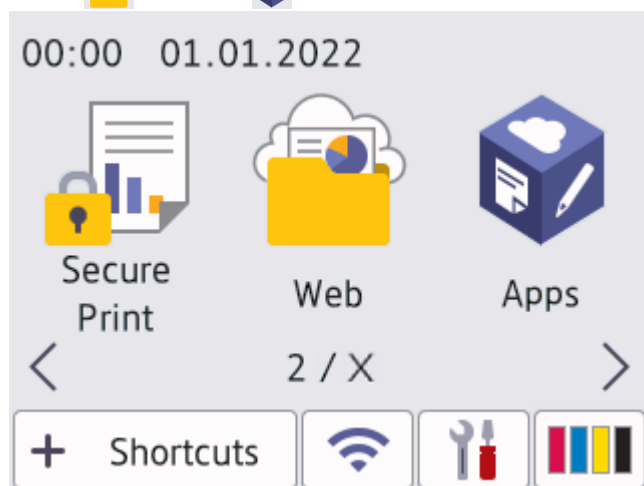 00:00 01.01.2022
Secure
Print
Web
Apps
2 / X
+ Shortcuts